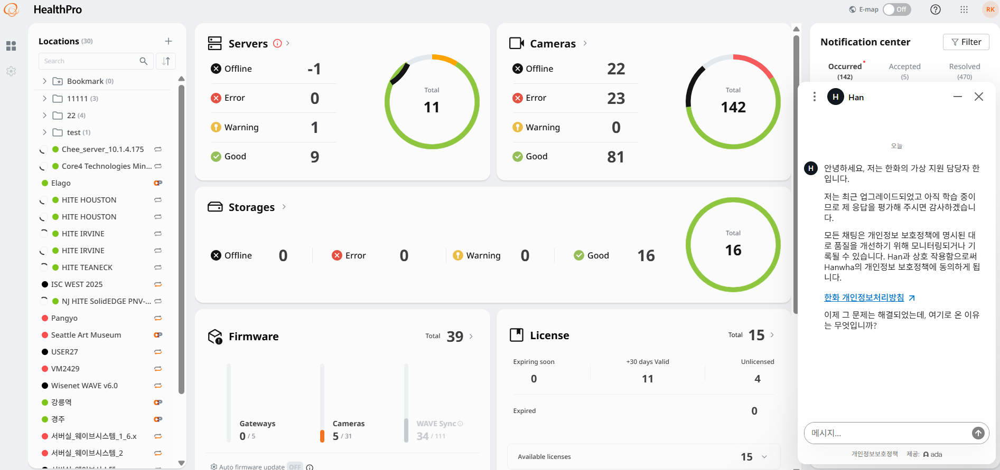 HealthPro
E-map Off
RK
Locations (30)
Search
Bookmark (0)
11111 (3)
22 (4)
test (1)
Chee_server_10.1.4.175
Core4 Technologies Min...
Elago
HITE HOUSTON
HITE HOUSTON
HITE IRVINE
HITE IRVINE
HITE TEANECK
ISC WEST 2025
NJ HITE SolidEDGE PNV-...
Pangyo
Seattle Art Museum
USER27
VM2429
Wisenet WAVE v6.0
강릉역
경주
서버실_웨이브시스템_1_6.x
서버실_웨이브시스템_2
Servers
Offline -1
Error 0
Warning 1
Good 9
Total
11
Cameras
Offline 22
Error 23
Warning 0
Good 81
Total
142
Storages
Offline 0
Error 0
Warning 0
Good 16
Total
16
Firmware
Total 39
Gateways
0 / 5
Cameras
5 / 31
WAVE Sync
34 / 111
Auto firmware update OFF
License
Total 15
Expiring soon
0
+30 days Valid
11
Unlicensed
4
Expired 0
Available licenses 15
Notification center
Filter
Occurred
(142)
Accepted
(5)
Resolved
(470)
H Han
오늘
H
안녕하세요, 저는 한화의 가상 지원 담당자 한
입니다.
저는 최근 업그레이드되었고 아직 학습 중이
므로 제 응답을 평가해 주시면 감사하겠습니
다.
모든 채팅은 개인정보 보호정책에 명시된 대
로 품질을 개선하기 위해 모니터링되거나 기
록될 수 있습니다. Han과 상호 작용함으로써
Hanwha의 개인정보 보호정책에 동의하게 됩
니다.
한화 개인정보처리방침
이제 그 문제는 해결되었는데, 여기로 온 이유
는 무엇입니까?
메시지...
개인정보보호정책 제공: ada